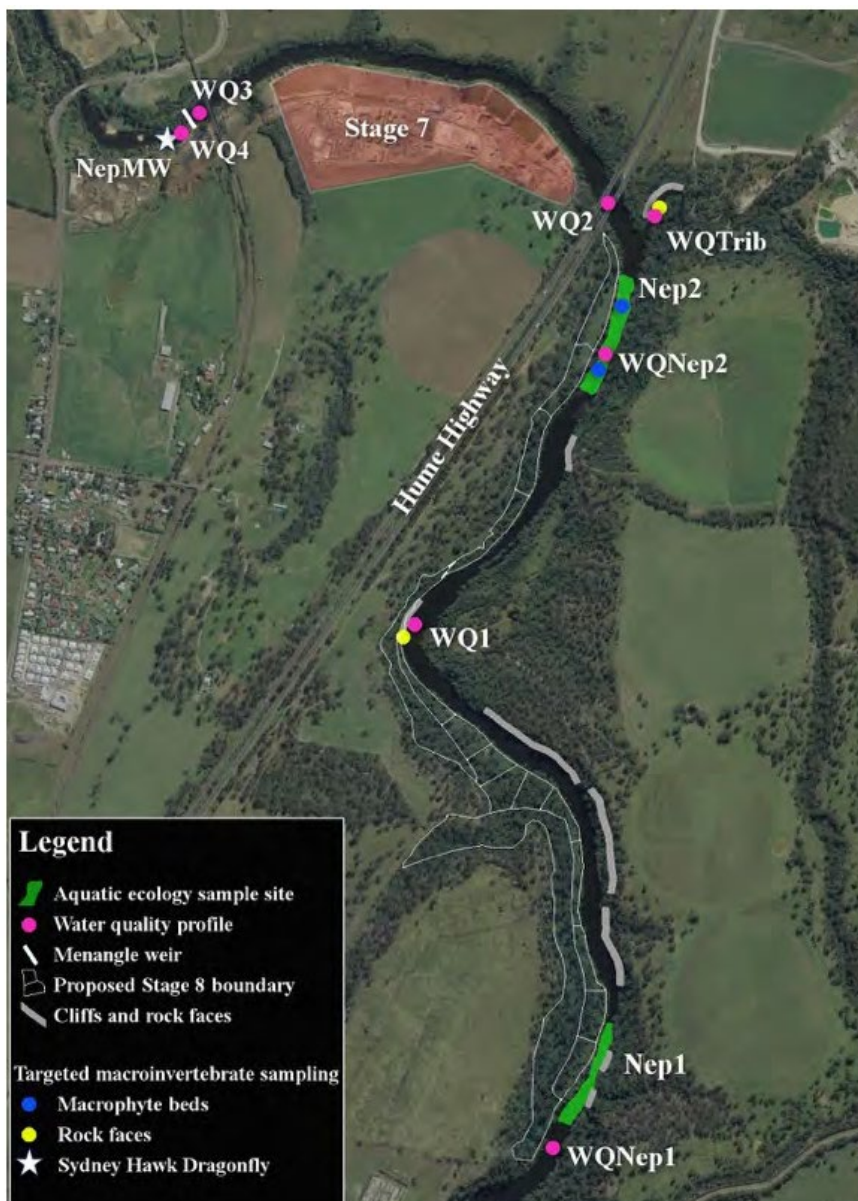 WQ3
Stage 7
WQ4
NepMW
WQ2
WQTrib
Nep2
WQNep2
Hume Highway
WQ1
Legend
Aquatic ecology sample site
Water quality profile
Menangle weir
Proposed Stage 8 boundary
Cliffs and rock faces
Nep1
Targeted macroinvertebrate sampling
Macrophyte beds
Rock faces
WQNep1
Sydney Hawk Dragonfly